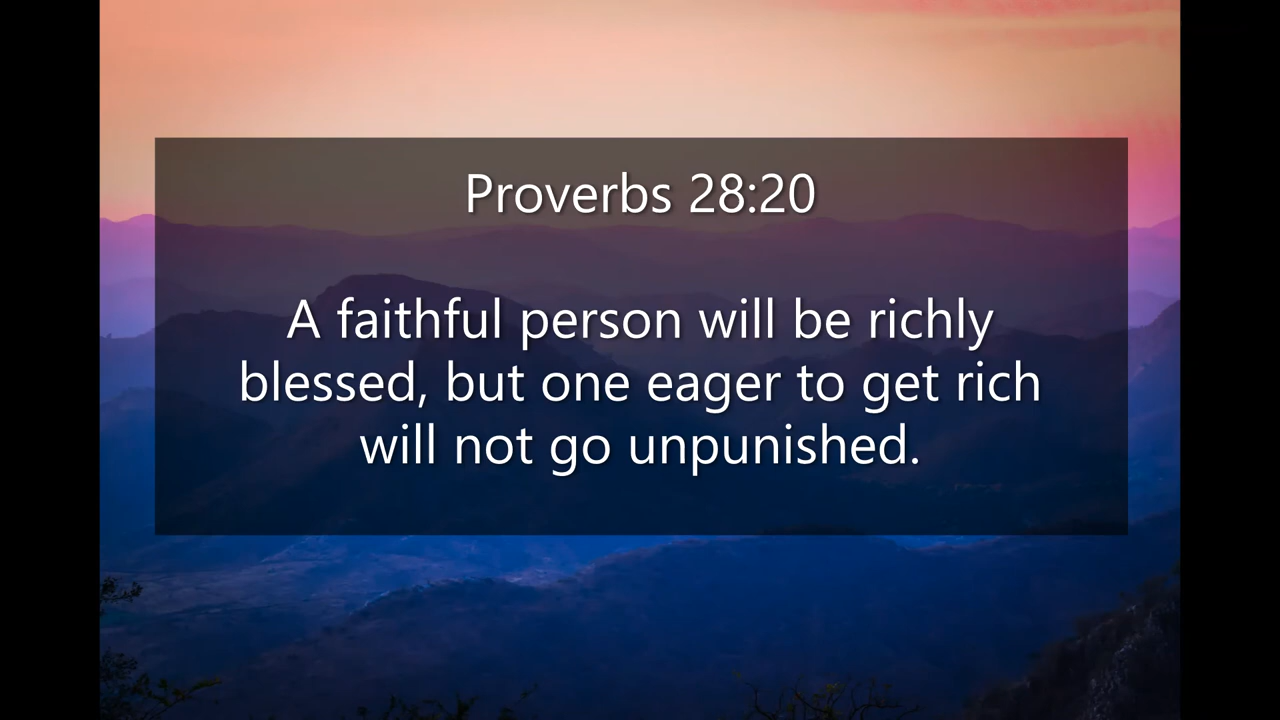 Proverbs 28:20
A faithful person will be richly
blessed, but one eager to get rich
will not go unpunished.